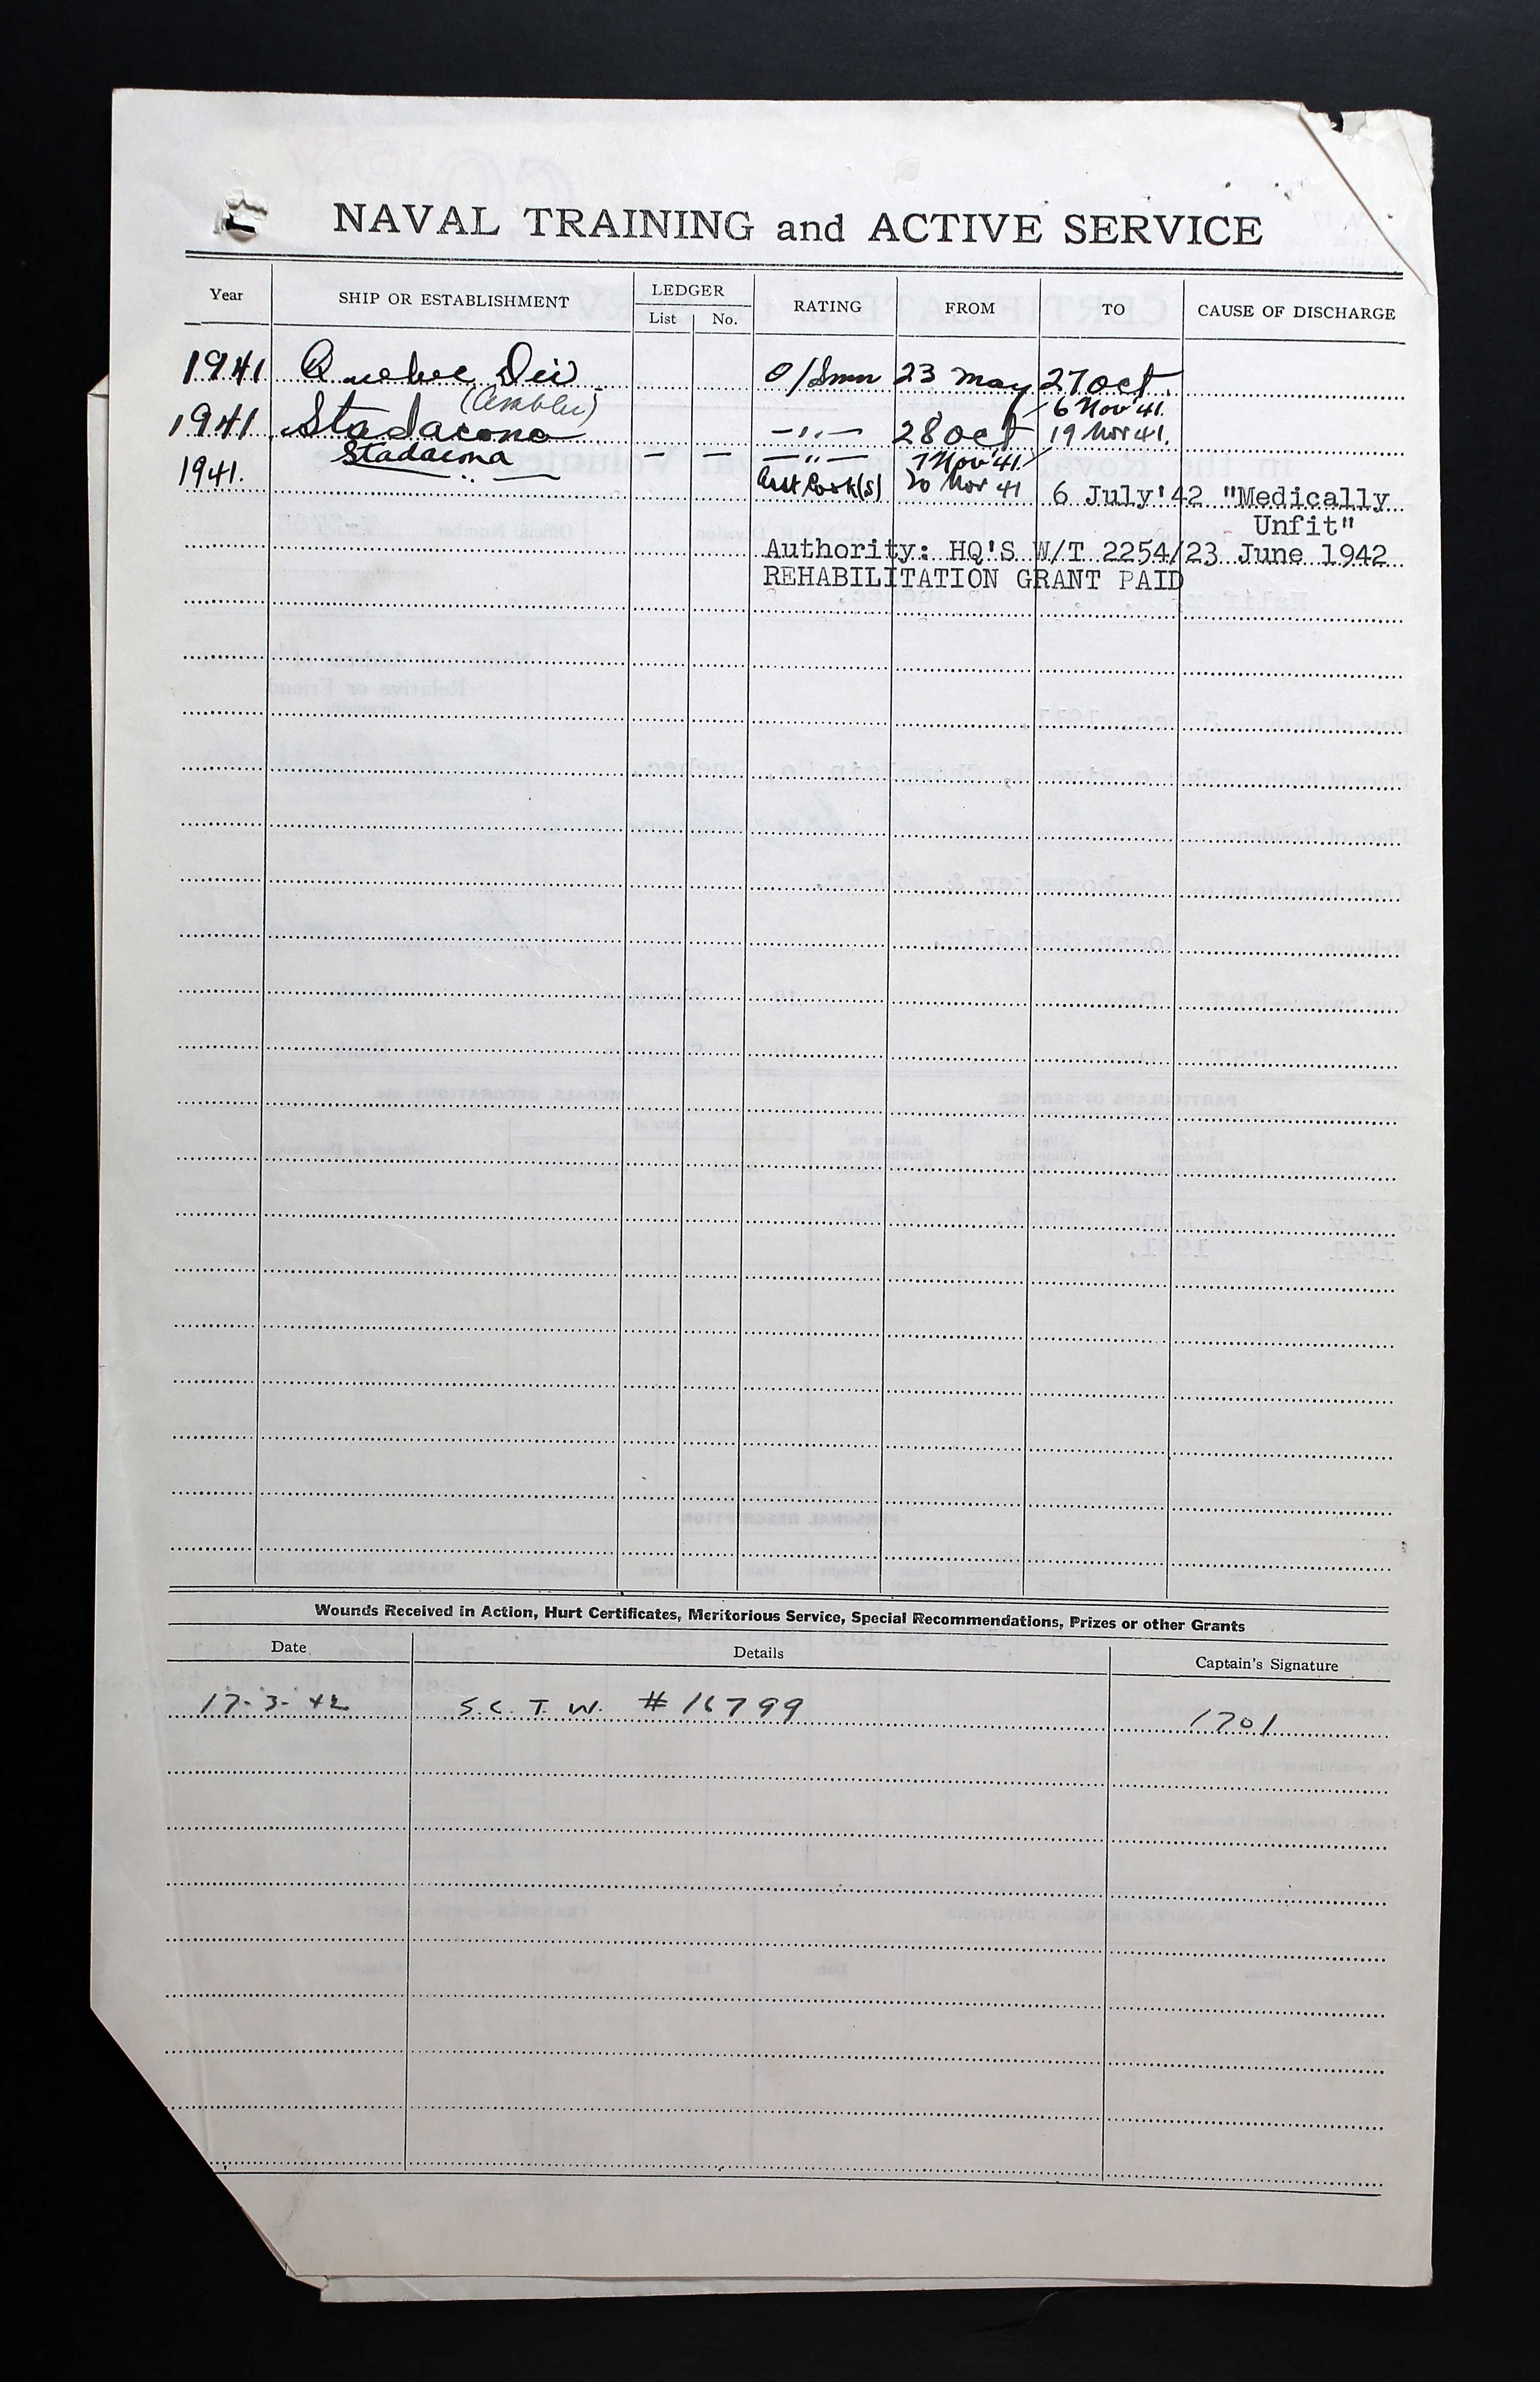 NAVAL TRAINING and ACTIVE SERVICE
Year SHIP OR ESTABLISHMENT LEDGER List No. RATING FROM TO CAUSE OF DISCHARGE
1941 Quebec Div O/Smn 23 May 27 Oct.
(Ambler) 6 Nov '41.
1941 Stadacona —"— 28 Oct 19 Nov 41.
Stadacona — — —"— 7 Nov '41.
1941. —"— Asst Cook(S) 20 Nov 41 6 July'42 "Medically
Unfit"
Authority: HQ'S W/T 2254/23 June 1942
REHABILITATION GRANT PAID
Wounds Received in Action, Hurt Certificates, Meritorious Service, Special Recommendations, Prizes or other Grants
Date Details Captain's Signature
17-3-42 S.C.T.W. #16799 1701